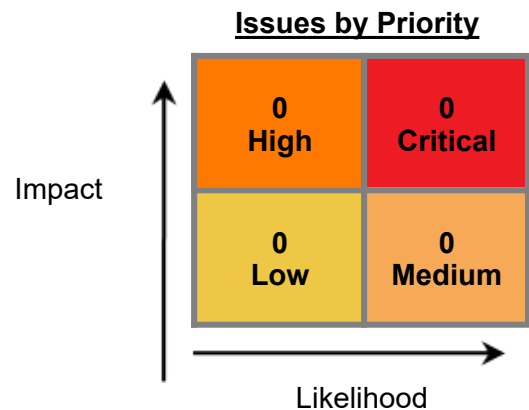 Issues by Priority
0
High
0
Critical
Impact
0
Low
0
Medium
Likelihood